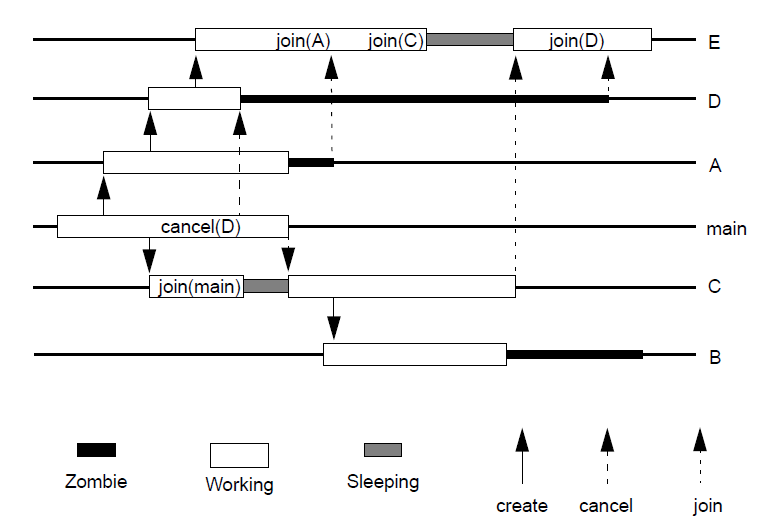 join(A) join(C) join(D) E
D
A
cancel(D) main
join(main) C
B
Zombie Working Sleeping
create cancel join